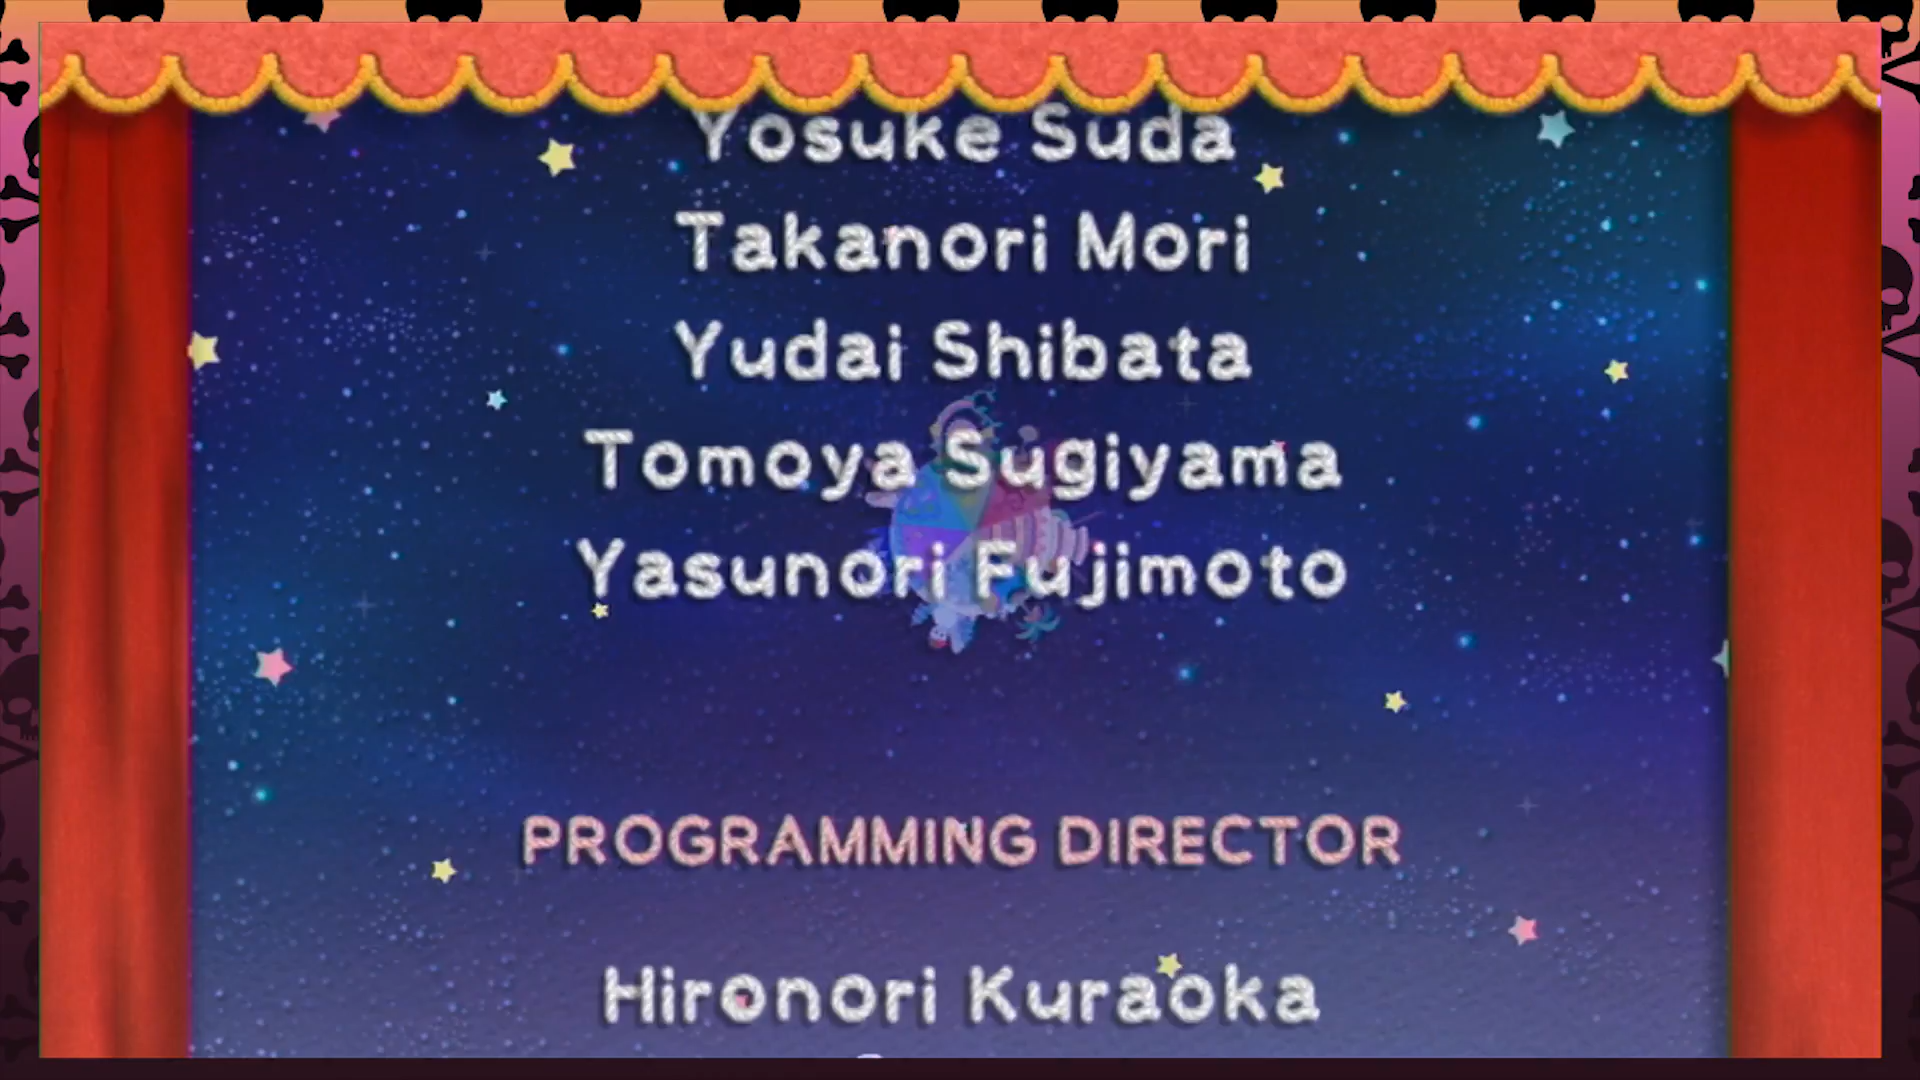 Yosuke Suda
Takanori Mori
Yudai Shibata
Tomoya Sugiyama
Yasunori Fujimoto
PROGRAMMING DIRECTOR
Hironori Kuraoka